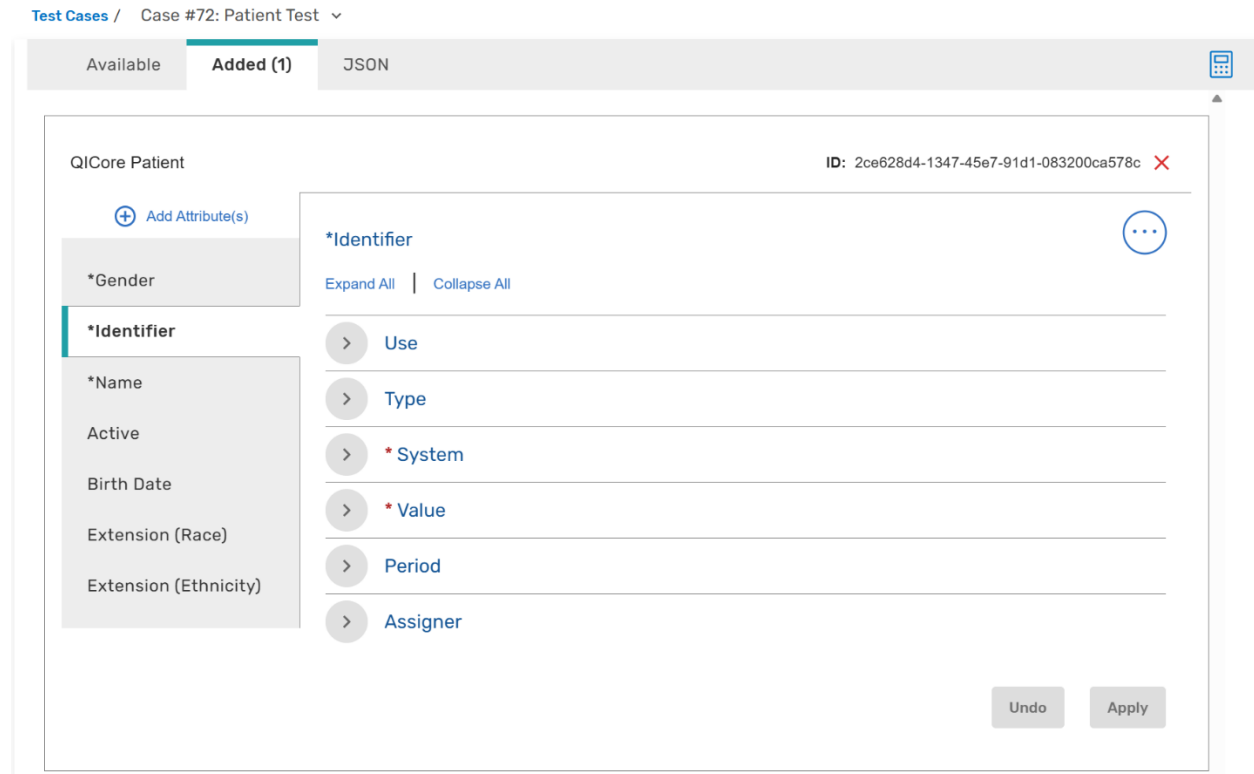 Test Cases / Case #72: Patient Test
Available Added (1) JSON
QICore Patient ID: 2ce628d4-1347-45e7-91d1-083200ca578c
Add Attribute(s)
*Gender
*Identifier
*Name
Active
Birth Date
Extension (Race)
Extension (Ethnicity)
*Identifier
Expand All | Collapse All
Use
Type
* System
* Value
Period
Assigner
Undo Apply